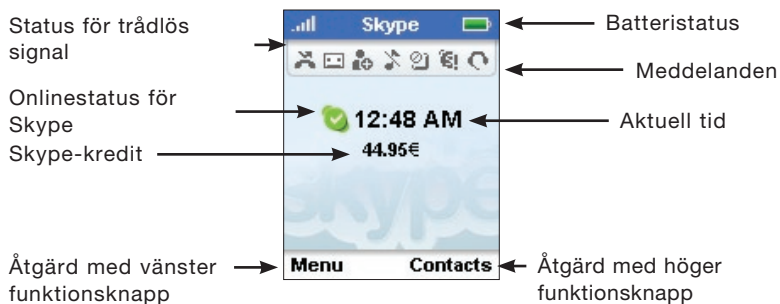 Status för trådlös
signal
Onlinestatus för
Skype
Skype-kredit
Åtgärd med vänster
funktionsknapp
Skype
12:48 AM
44.95€
skype
Menu
Contacts
Batteristatus
Meddelanden
Aktuell tid
Åtgärd med höger
funktionsknapp